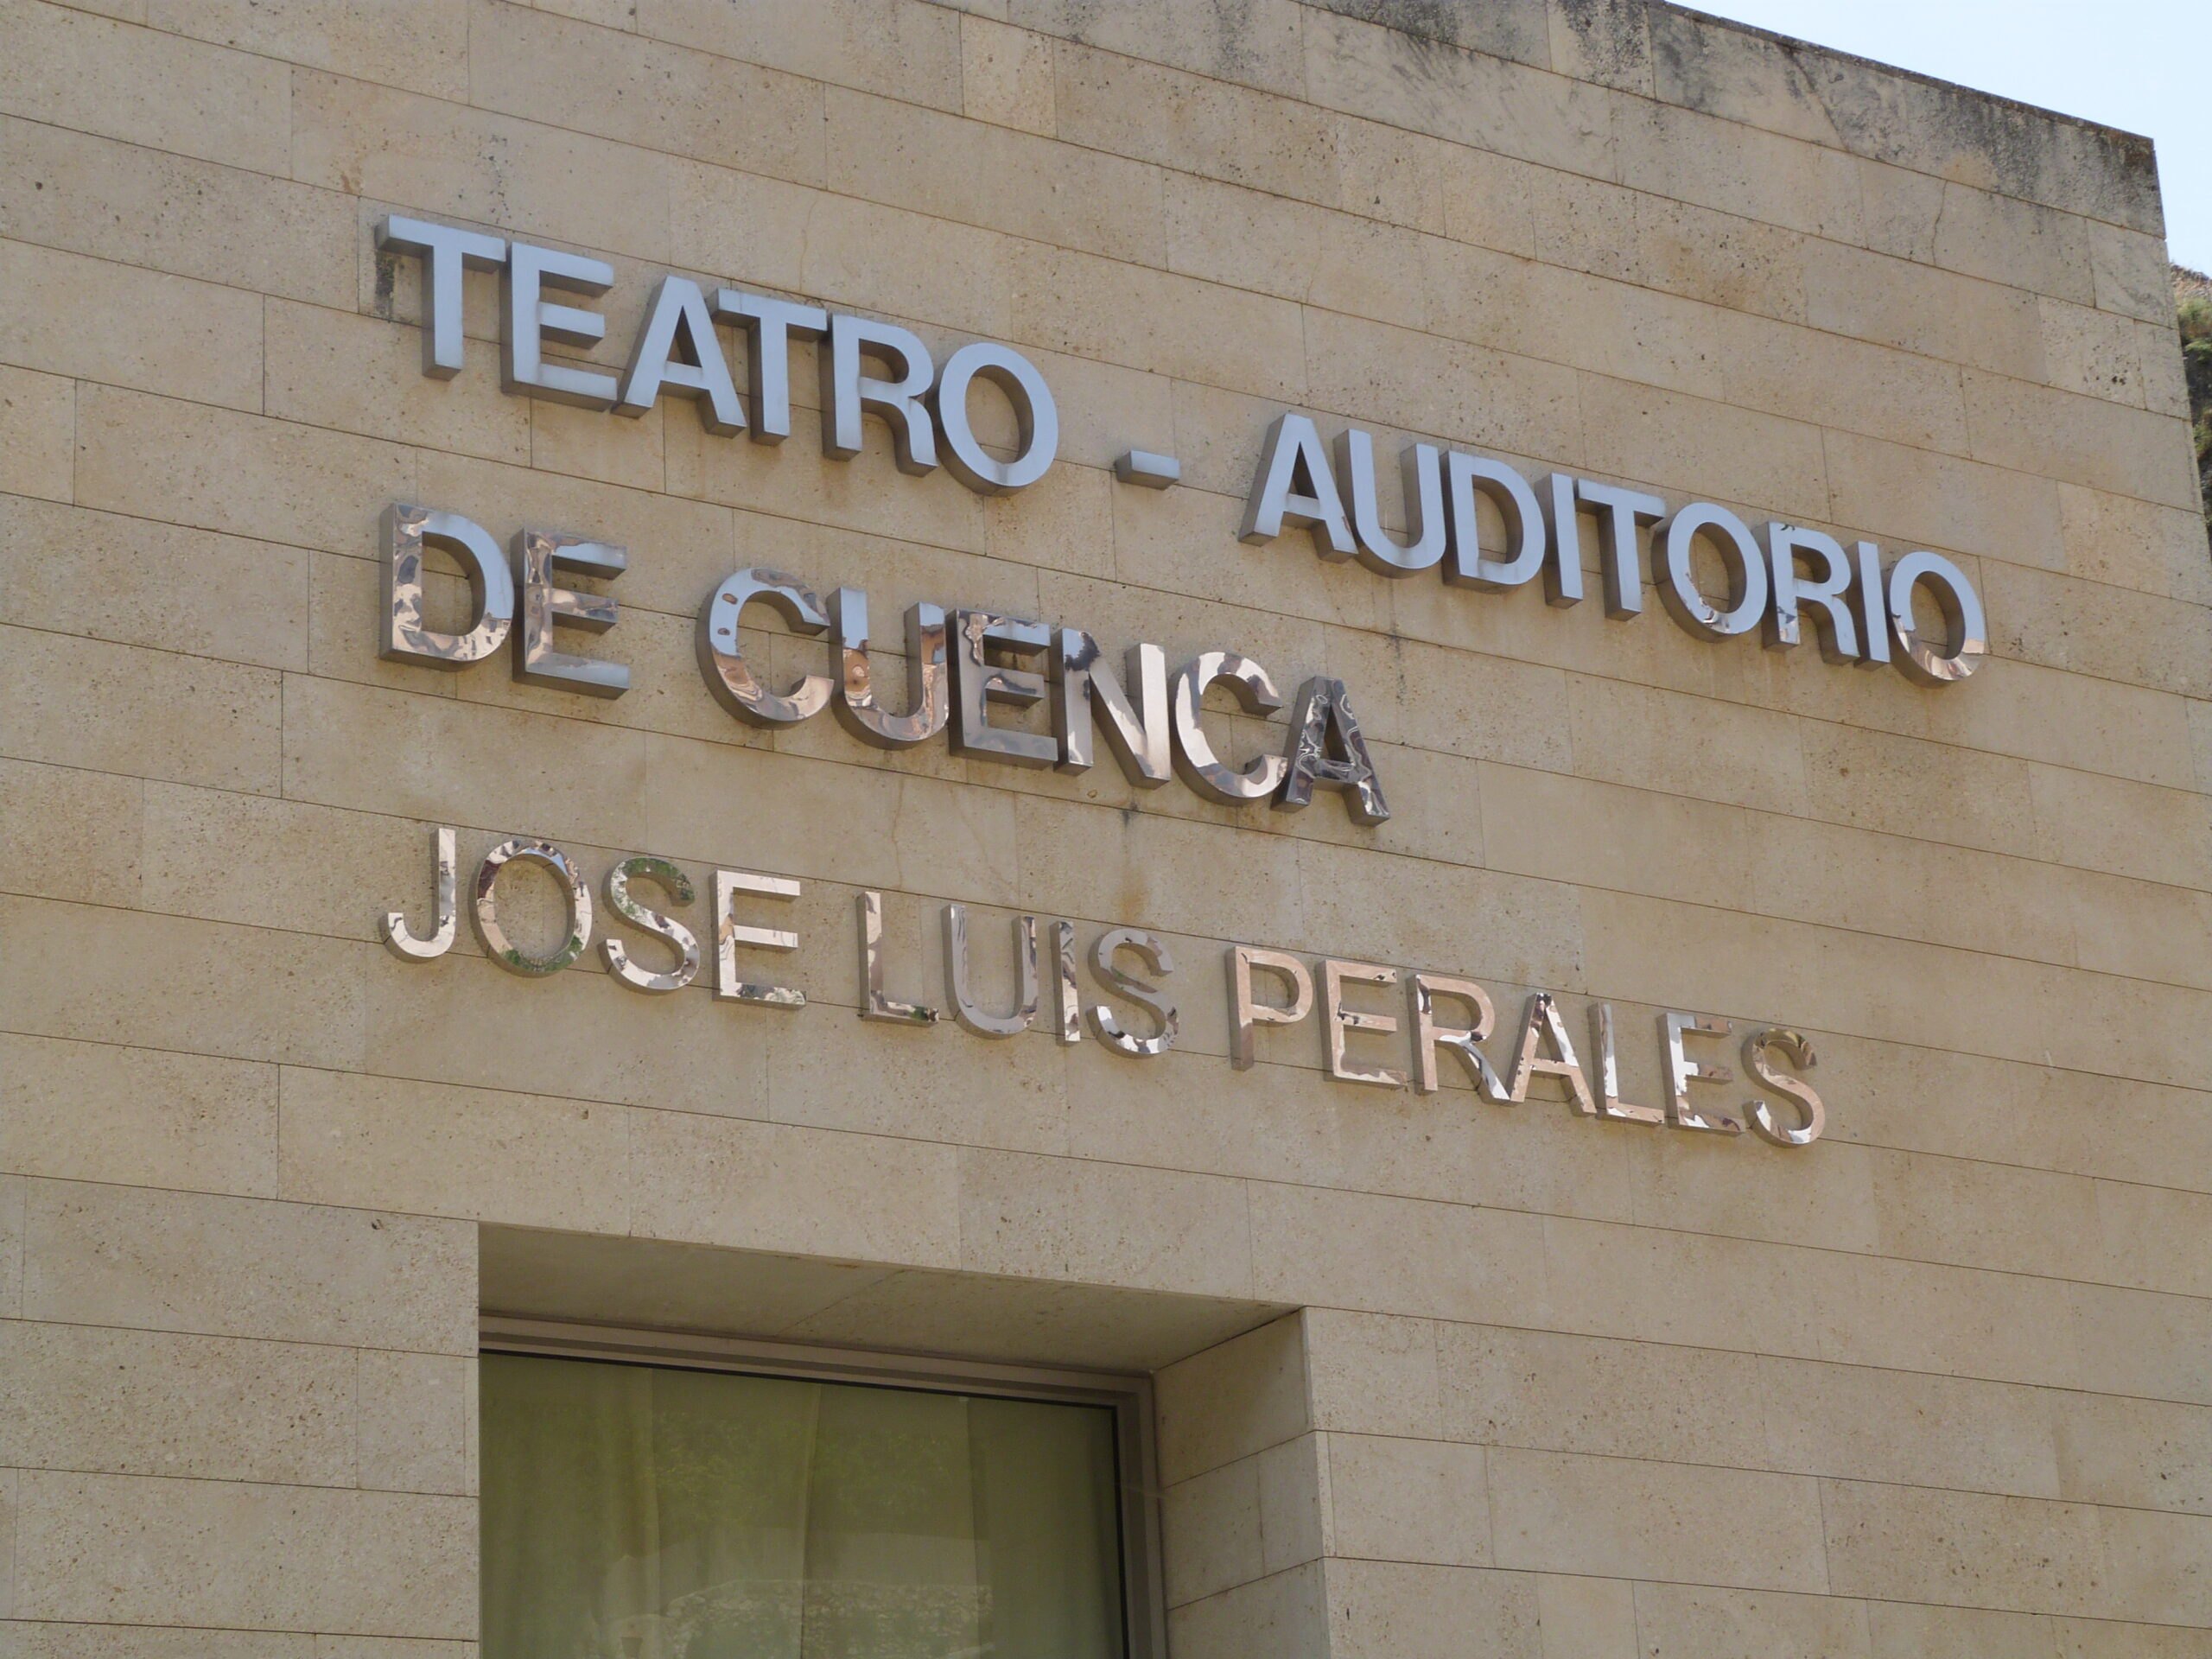 TEATRO - AUDITORIO
DE CUENCA
JOSE LUIS PERALES